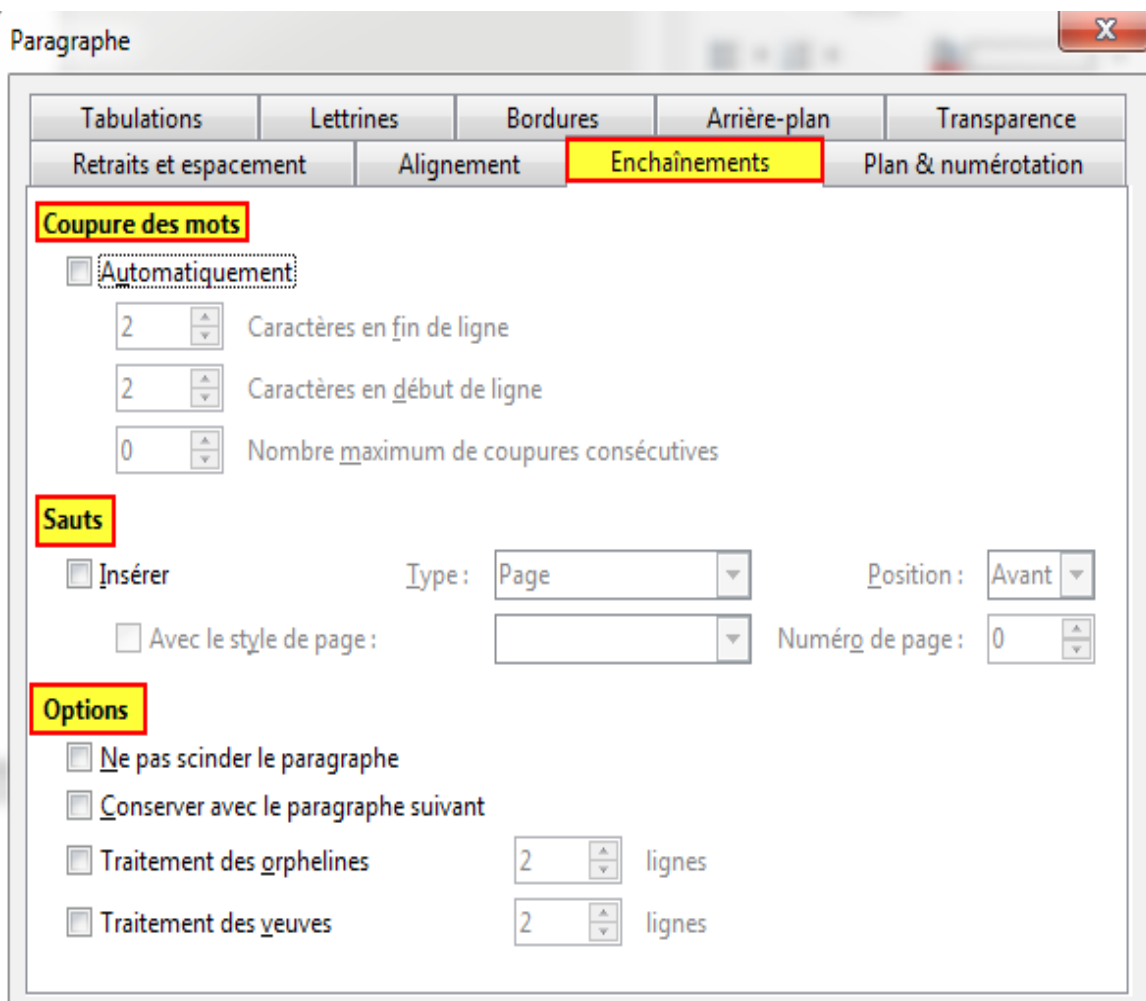 Paragraphe
X
Tabulations Lettrines Bordures Arrière-plan Transparence
Retraits et espacement Alignement Enchaînements Plan & numérotation
Coupure des mots
Automatiquement
2 Caractères en fin de ligne
2 Caractères en début de ligne
0 Nombre maximum de coupures consécutives
Sauts
Insérer Type : Page Position : Avant
Avec le style de page : Numéro de page : 0
Options
Ne pas scinder le paragraphe
Conserver avec le paragraphe suivant
Traitement des orphelines 2 lignes
Traitement des veuves 2 lignes